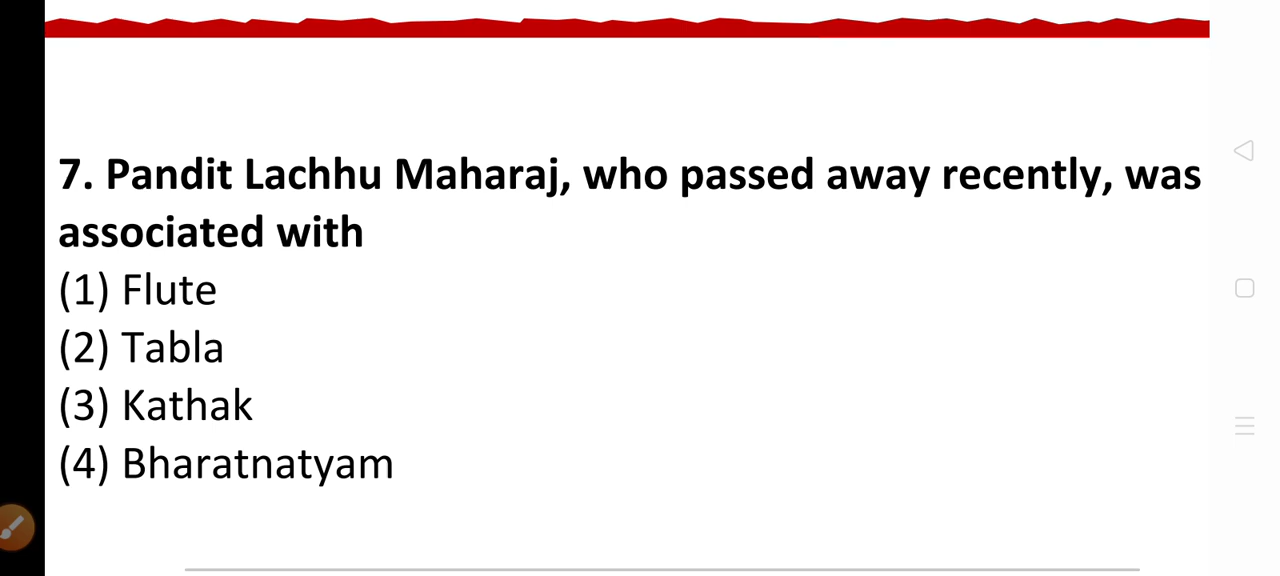 7. Pandit Lachhu Maharaj, who passed away recently, was
associated with
(1) Flute
(2) Tabla
(3) Kathak
(4) Bharatnatyam